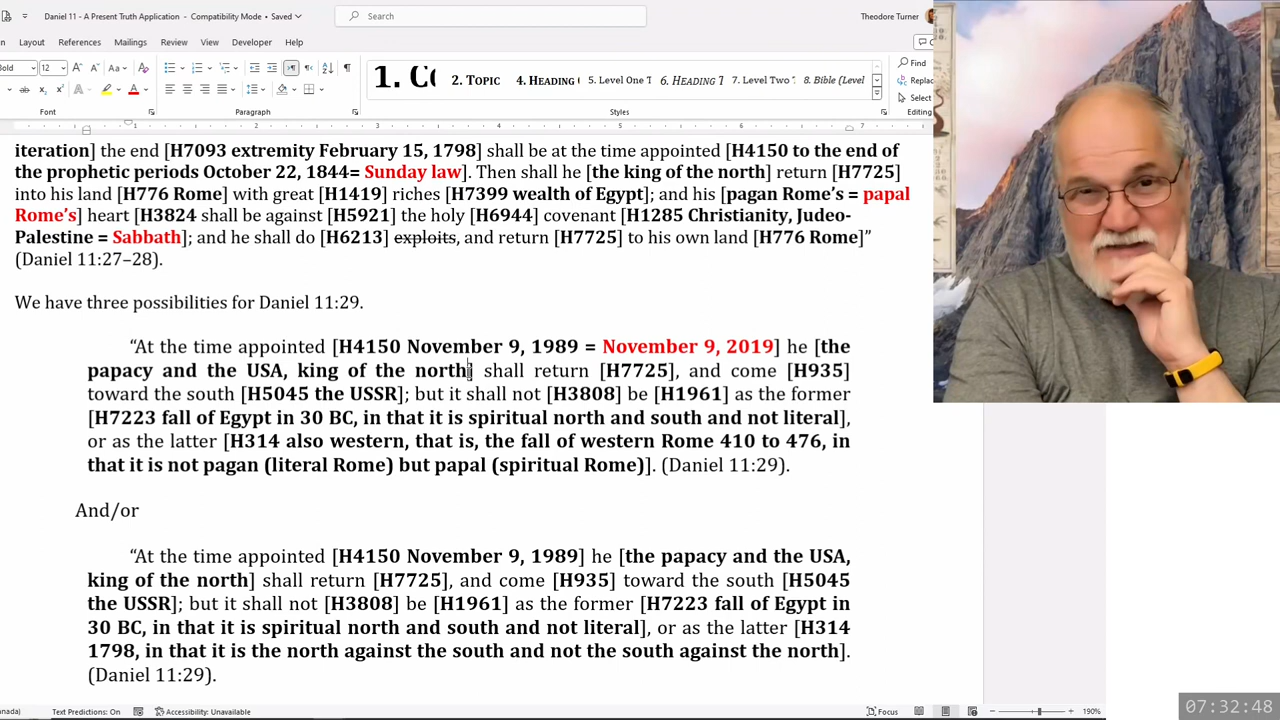 Daniel 11 - A Present Truth Application - Compatibility Mode • Saved
Search
Theodore Turner
Layout References Mailings Review View Developer Help
12 Aa
1. Co 2. Topic 4. Heading 5. Level One T 6. Heading T 7. Level Two 8. Bible (Level
Find
Replac
Select
Font Paragraph Styles Editing
1 2 3 4 5 6 7
iteration] the end [H7093 extremity February 15, 1798] shall be at the time appointed [H4150 to the end of
the prophetic periods October 22, 1844= Sunday law]. Then shall he [the king of the north] return [H7725]
into his land [H776 Rome] with great [H1419] riches [H7399 wealth of Egypt]; and his [pagan Rome’s = papal
Rome’s] heart [H3824 shall be against [H5921] the holy [H6944] covenant [H1285 Christianity, Judeo-
Palestine = Sabbath]; and he shall do [H6213] exploits, and return [H7725] to his own land [H776 Rome]”
(Daniel 11:27–28).
We have three possibilities for Daniel 11:29.
“At the time appointed [H4150 November 9, 1989 = November 9, 2019] he [the
papacy and the USA, king of the north] shall return [H7725], and come [H935]
toward the south [H5045 the USSR]; but it shall not [H3808] be [H1961] as the former
[H7223 fall of Egypt in 30 BC, in that it is spiritual north and south and not literal],
or as the latter [H314 also western, that is, the fall of western Rome 410 to 476, in
that it is not pagan (literal Rome) but papal (spiritual Rome)]. (Daniel 11:29).
And/or
“At the time appointed [H4150 November 9, 1989] he [the papacy and the USA,
king of the north] shall return [H7725], and come [H935] toward the south [H5045
the USSR]; but it shall not [H3808] be [H1961] as the former [H7223 fall of Egypt in
30 BC, in that it is spiritual north and south and not literal], or as the latter [H314
1798, in that it is the north against the south and not the south against the north].
(Daniel 11:29).
07:32:48
nada) Text Predictions: On Accessibility: Unavailable Focus 190%